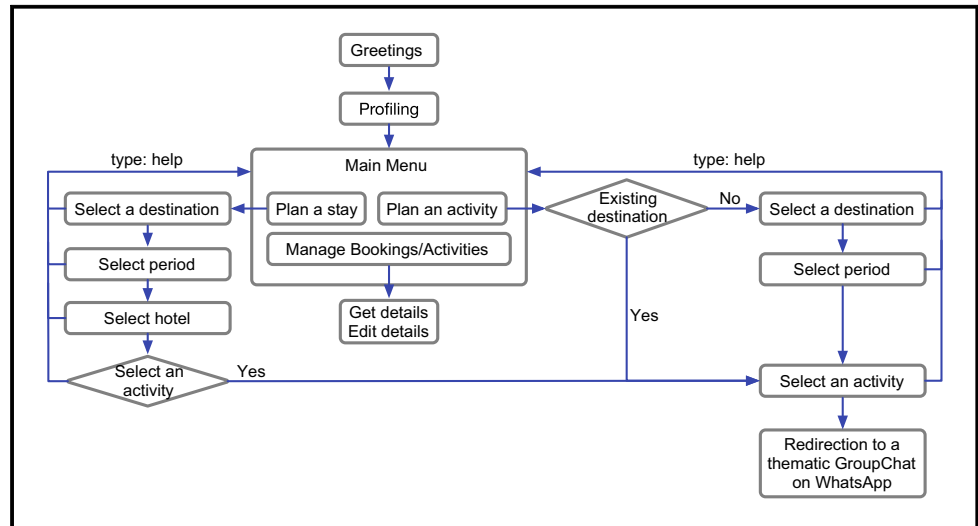 Greetings
Profiling
type: help
Main Menu
type: help
Select a destination
Plan a stay
Plan an activity
Existing
destination
No
Select a destination
Select period
Manage Bookings/Activities
Select period
Select hotel
Get details
Edit details
Yes
Select an
activity
Yes
Select an activity
Redirection to a
thematic GroupChat
on WhatsApp